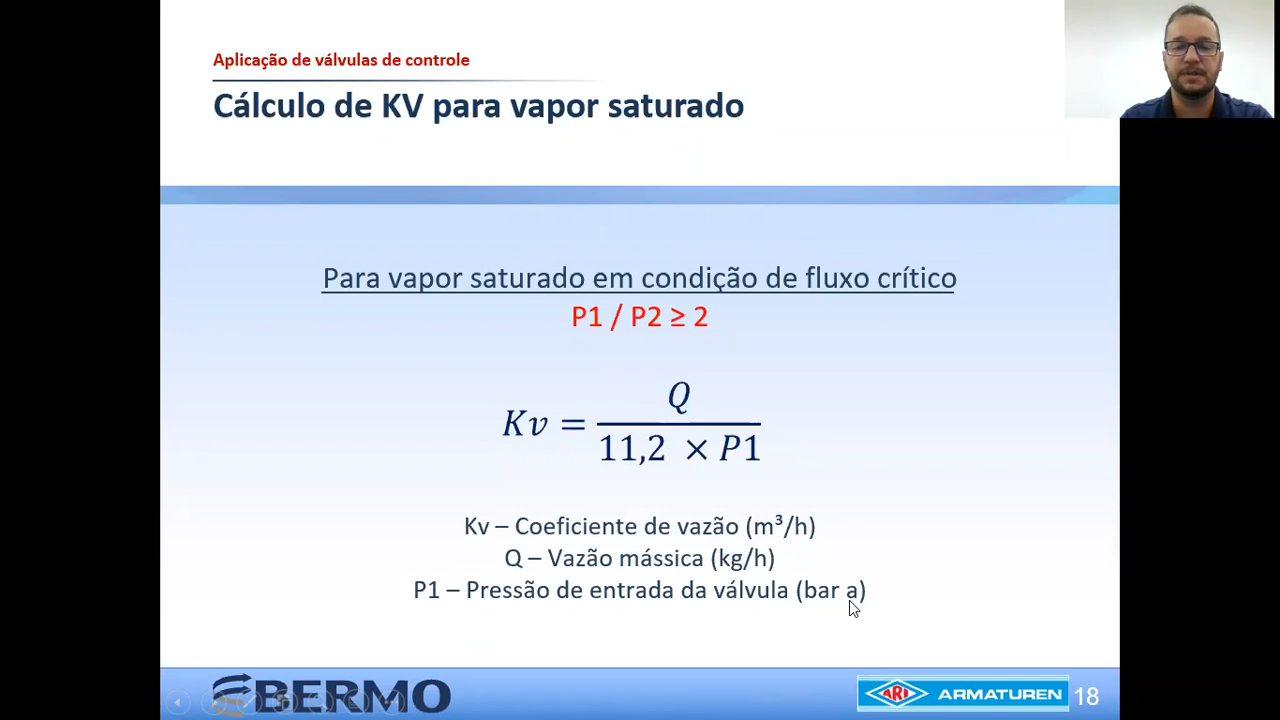 Aplicação de válvulas de controle
Cálculo de KV para vapor saturado
Para vapor saturado em condição de fluxo crítico
P1 / P2 ≥ 2
Kv = Q / 11,2 × P1
Kv – Coeficiente de vazão (m³/h)
Q – Vazão mássica (kg/h)
P1 – Pressão de entrada da válvula (bar a)
BERMO
ARI ARMATUREN 18